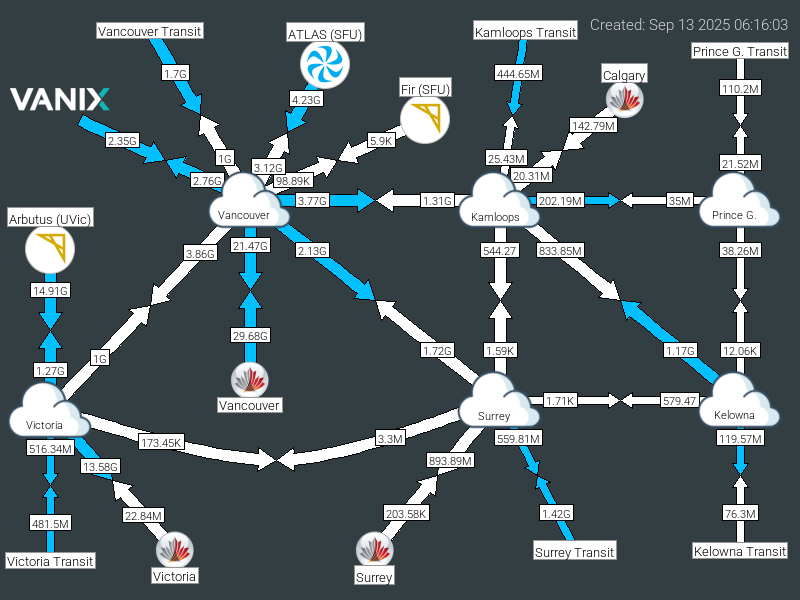 Created: Sep 13 2025 06:16:03
Vancouver Transit
ATLAS (SFU)
Kamloops Transit
Prince G. Transit
1.7G
444.65M
Calgary
VANIX
4.23G
Fir (SFU)
110.2M
142.79M
2.35G
5.9K
1G
3.12G
25.43M
21.52M
2.76G
98.89K
20.31M
3.77G
1.31G
202.19M
35M
Vancouver
Kamloops
Prince G.
Arbutus (UVic)
3.86G
21.47G
2.13G
544.27
833.85M
38.26M
14.91G
29.68G
1.72G
1.59K
1.17G
12.06K
1G
1.27G
Vancouver
1.71K
579.47
Victoria
Surrey
Kelowna
173.45K
3.3M
559.81M
119.57M
516.34M
13.58G
893.89M
22.84M
203.58K
1.42G
76.3M
481.5M
Victoria Transit
Victoria
Surrey
Surrey Transit
Kelowna Transit